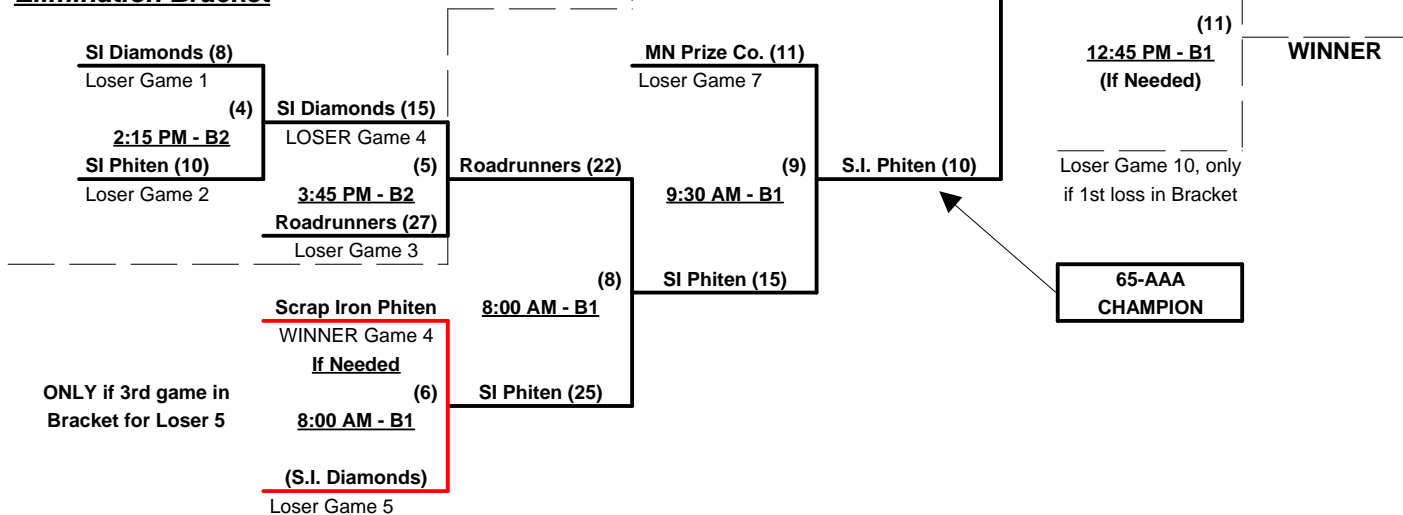 Elimination Bracket
SI Diamonds (8)
Loser Game 1
(4)
2:15 PM - B2
SI Phiten (10)
Loser Game 2
SI Diamonds (15)
LOSER Game 4
(5)
3:45 PM - B2
Roadrunners (27)
Loser Game 3
Scrap Iron Phiten
WINNER Game 4
If Needed
(6)
8:00 AM - B1
(S.I. Diamonds)
Loser Game 5
ONLY if 3rd game in
Bracket for Loser 5
Roadrunners (22)
(8)
8:00 AM - B1
SI Phiten (25)
MN Prize Co. (11)
Loser Game 7
(9)
9:30 AM - B1
SI Phiten (15)
S.I. Phiten (10)
65-AAA
CHAMPION
(11)
12:45 PM - B1
(If Needed)
Loser Game 10, only
if 1st loss in Bracket
WINNER